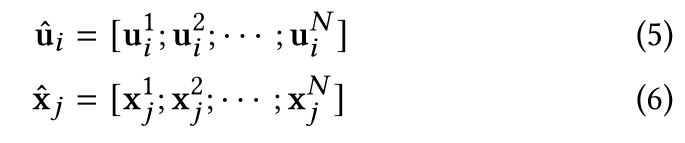 û_i = [u_i^1; u_i^2; ⋯ ; u_i^N] (5)
x̂_j = [x_j^1; x_j^2; ⋯ ; x_j^N] (6)